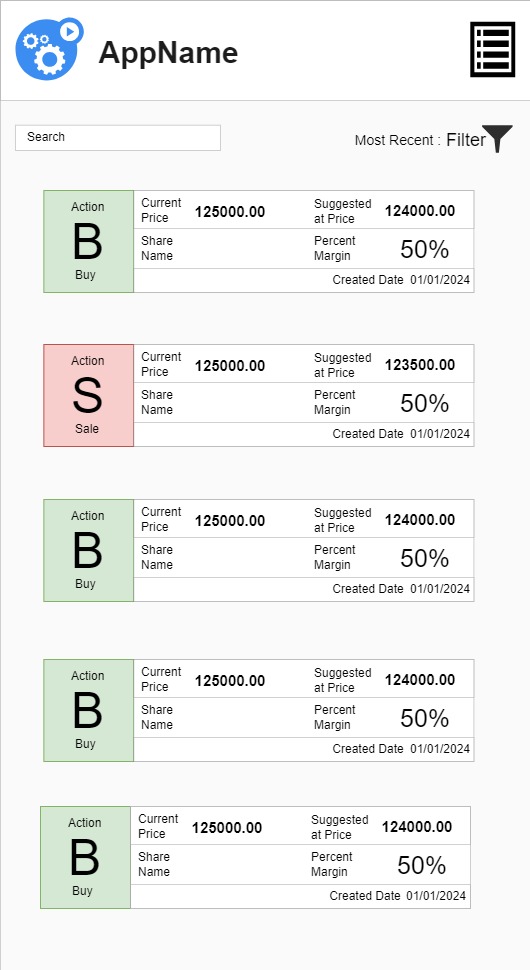 AppName
Search
Most Recent : Filter
Action
B
Buy
Current
Price
125000.00
Suggested
at Price
124000.00
Share
Name
Percent
Margin
50%
Created Date 01/01/2024
Action
S
Sale
Current
Price
125000.00
Suggested
at Price
123500.00
Share
Name
Percent
Margin
50%
Created Date 01/01/2024
Action
B
Buy
Current
Price
125000.00
Suggested
at Price
124000.00
Share
Name
Percent
Margin
50%
Created Date 01/01/2024
Action
B
Buy
Current
Price
125000.00
Suggested
at Price
124000.00
Share
Name
Percent
Margin
50%
Created Date 01/01/2024
Action
B
Buy
Current
Price
125000.00
Suggested
at Price
124000.00
Share
Name
Percent
Margin
50%
Created Date 01/01/2024